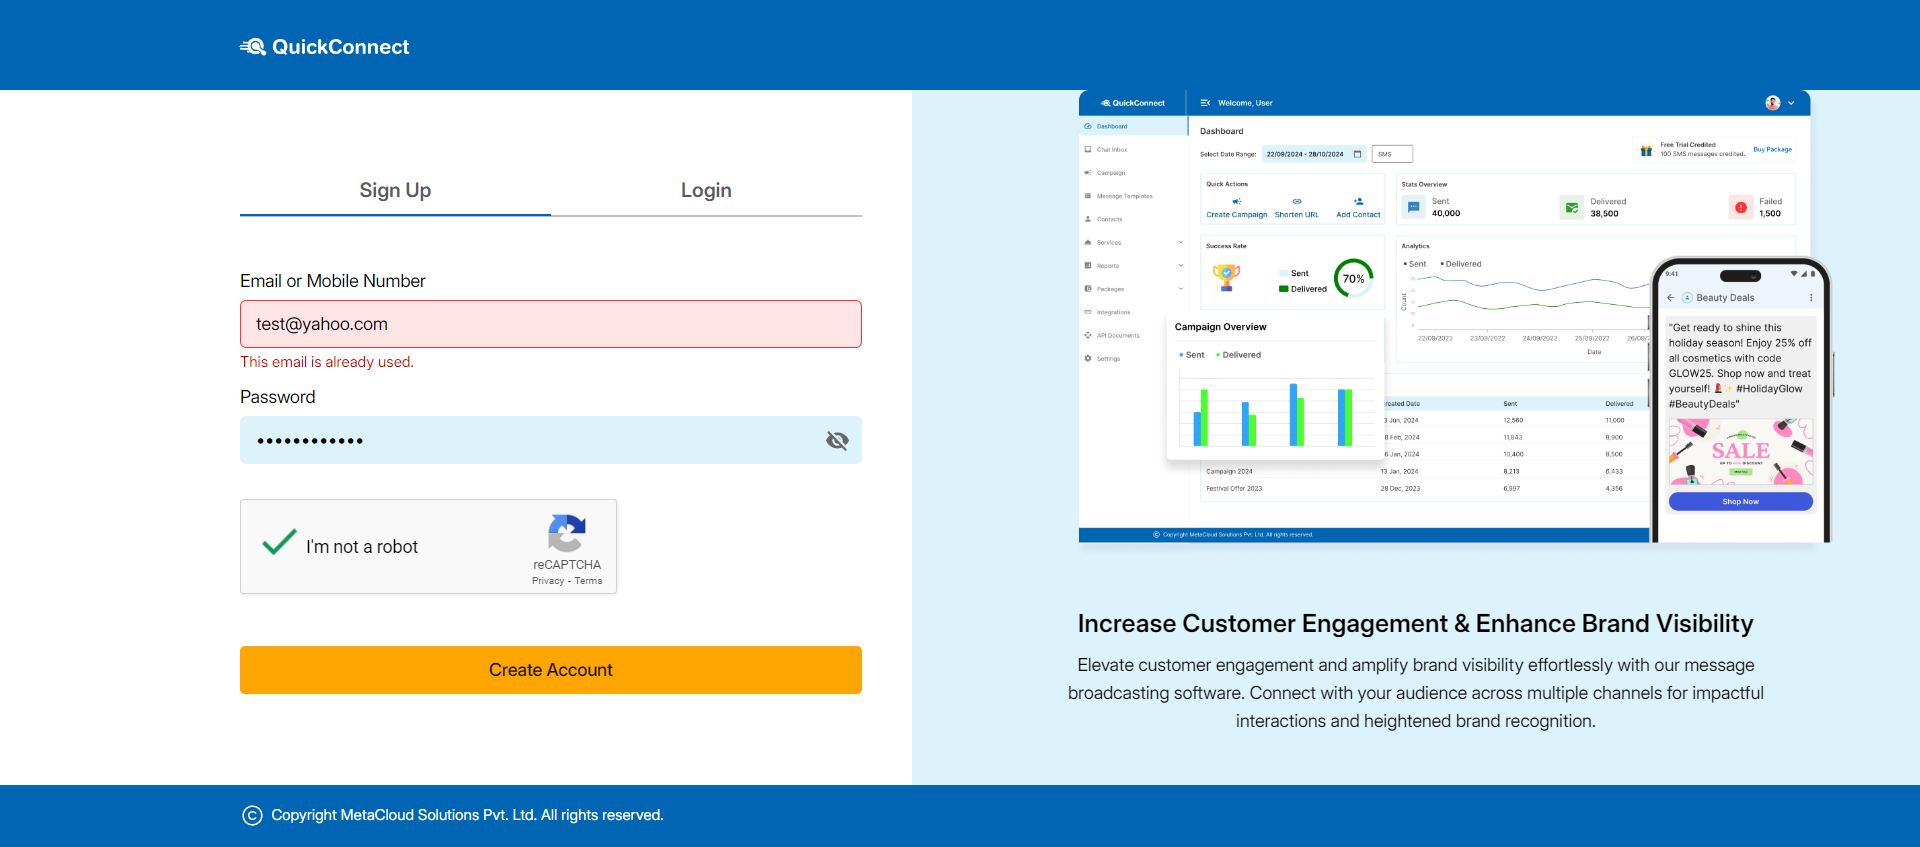 QuickConnect
Sign Up
Login
Email or Mobile Number
test@yahoo.com
This email is already used.
Password
I'm not a robot
reCAPTCHA
Privacy - Terms
Create Account
QuickConnect
Welcome, User
Dashboard
Chat Inbox
Campaign
Message Templates
Contacts
Services
Reports
Packages
Integrations
API Documents
Settings
Dashboard
Select Date Range:
22/09/2024 - 28/10/2024
SMS
Free Trial Credited
100 SMS messages credited.
Buy Package
Quick Actions
Create Campaign
Shorten URL
Add Contact
Stats Overview
Sent
40,000
Delivered
38,500
Failed
1,500
Success Rate
Sent
Delivered
70%
Analytics
Sent
Delivered
Count
22/09/2022 23/09/2022 24/09/2022 25/09/2022 26/0
Date
Campaign Overview
Sent
Delivered
reated Date Sent Delivered
Jun, 2024 12,560 11,000
Feb, 2024 11,843 8,900
Jan, 2024 10,400 8,500
Campaign 2024 13 Jan, 2024 8,213 6,433
Festival Offer 2023 28 Dec, 2023 6,997 4,356
Copyright MetaCloud Solutions Pvt. Ltd. All rights reserved.
9:41
Beauty Deals
"Get ready to shine this
holiday season! Enjoy 25% off
all cosmetics with code
GLOW25. Shop now and treat
yourself! 💄✨ #HolidayGlow
#BeautyDeals"
SALE
Shop Now
Increase Customer Engagement & Enhance Brand Visibility
Elevate customer engagement and amplify brand visibility effortlessly with our message
broadcasting software. Connect with your audience across multiple channels for impactful
interactions and heightened brand recognition.
© Copyright MetaCloud Solutions Pvt. Ltd. All rights reserved.